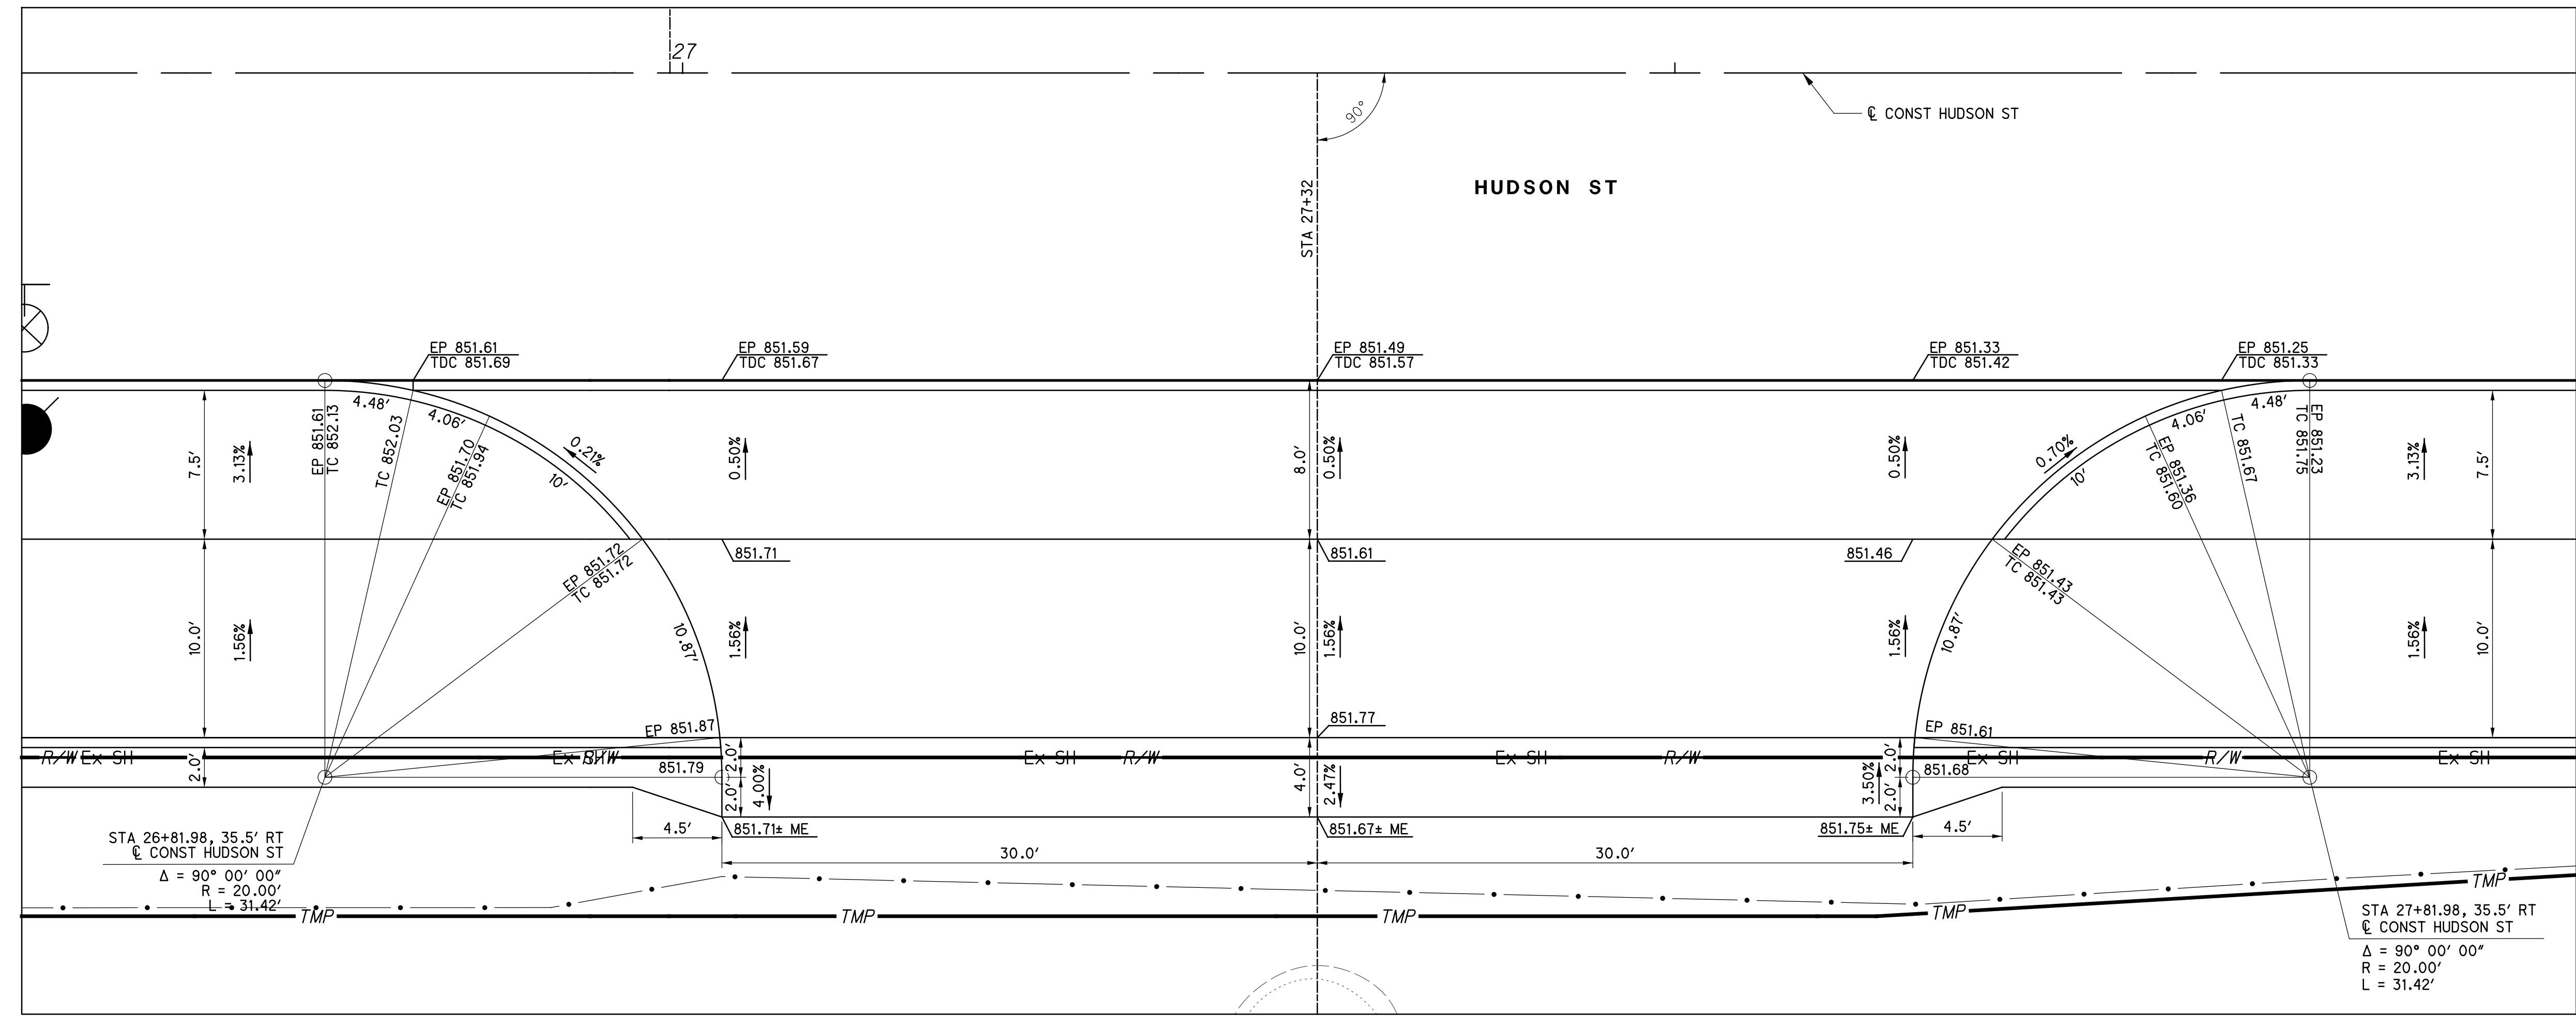 27
90°
℄ CONST HUDSON ST
STA 27+32
HUDSON ST
EP 851.61
TDC 851.69
EP 851.59
TDC 851.67
EP 851.49
TDC 851.57
EP 851.33
TDC 851.42
EP 851.25
TDC 851.33
4.48'
4.06'
10'
0.21%
EP 851.61
TC 852.13
TC 852.03
EP 851.70
TC 851.94
7.5'
3.13%
0.50%
8.0'
0.50%
0.50%
0.70%
10'
4.06'
4.48'
EP 851.36
TC 851.60
TC 851.67
EP 851.23
TC 851.75
3.13%
7.5'
EP 851.72
TC 851.72
851.71
851.61
851.46
EP 851.43
TC 851.43
10.0'
1.56%
10.87'
1.56%
10.0'
1.56%
1.56%
10.87'
1.56%
10.0'
EP 851.87
851.77
EP 851.61
R/W
Ex SH
Ex SH
R/W
Ex SH
R/W
Ex SH
R/W
Ex SH
R/W
Ex SH
2.0'
851.79
2.0'
2.0'
4.00%
4.0'
2.47%
3.50%
2.0'
2.0'
851.68
4.5'
851.71± ME
851.67± ME
851.75± ME
4.5'
30.0'
30.0'
STA 26+81.98, 35.5' RT
℄ CONST HUDSON ST
Δ = 90° 00' 00"
R = 20.00'
L = 31.42'
TMP
TMP
TMP
TMP
TMP
STA 27+81.98, 35.5' RT
℄ CONST HUDSON ST
Δ = 90° 00' 00"
R = 20.00'
L = 31.42'